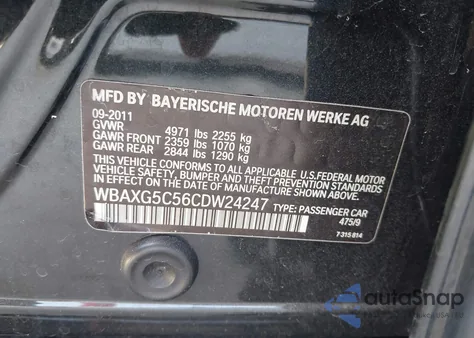 MFD BY BAYERISCHE MOTOREN WERKE AG
09-2011
GVWR 4971 lbs 2255 kg
GAWR FRONT 2359 lbs 1070 kg
GAWR REAR 2844 lbs 1290 kg
THIS VEHICLE CONFORMS TO ALL APPLICABLE U.S.FEDERAL MOTOR
VEHICLE SAFETY, BUMPER AND THEFT PREVENTION STANDARDS
IN EFFECT ON THE DATE OF MANUFACTURE SHOWN ABOVE.
WBAXG5C56CDW24247 TYPE: PASSENGER CAR
475/9
7 315 814
autoSnap